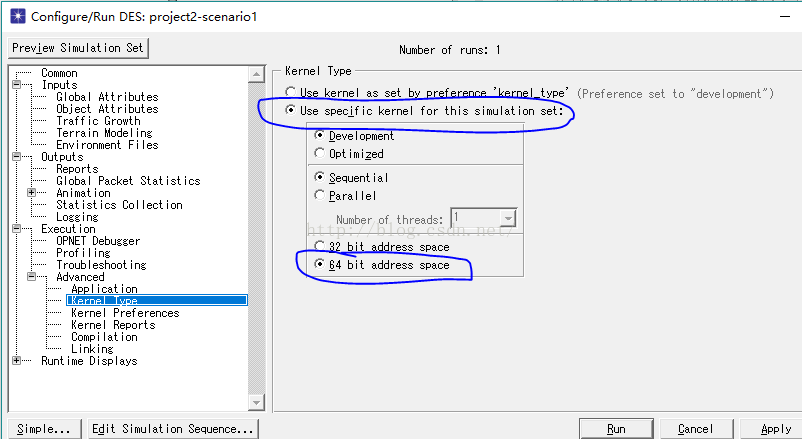 Configure/Run DES: project2-scenario1
Preview Simulation Set
Number of runs: 1
Common
Inputs
Global Attributes
Object Attributes
Traffic Growth
Terrain Modeling
Environment Files
Outputs
Reports
Global Packet Statistics
Animation
Statistics Collection
Logging
Execution
OPNET Debugger
Profiling
Troubleshooting
Advanced
Application
Kernel Type
Kernel Preferences
Kernel Reports
Compilation
Linking
Runtime Displays
Kernel Type
Use kernel as set by preference 'kernel_type' (Preference set to "development")
Use specific kernel for this simulation set:
Development
Optimized
Sequential
Parallel
Number of threads: 1
http://blog.csdn.net/
32 bit address space
64 bit address space
Simple...
Edit Simulation Sequence...
Run
Cancel
Apply